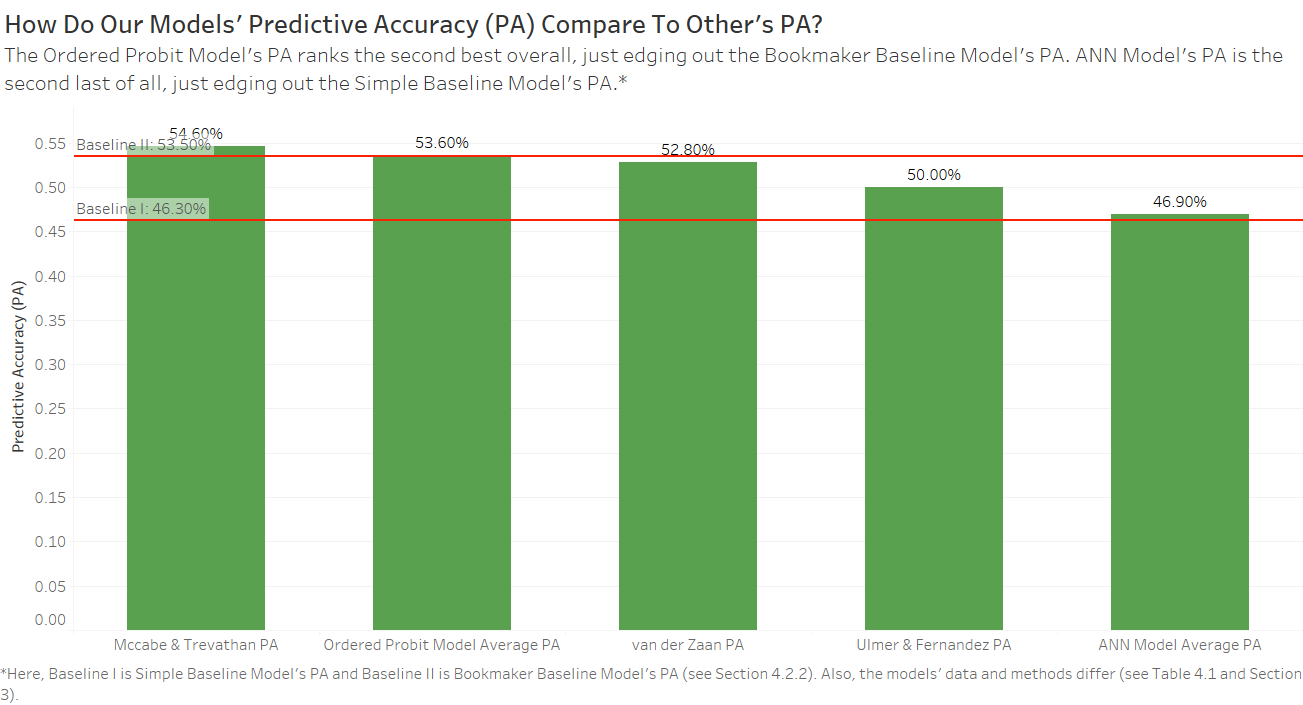 How Do Our Models’ Predictive Accuracy (PA) Compare To Other’s PA?
The Ordered Probit Model’s PA ranks the second best overall, just edging out the Bookmaker Baseline Model’s PA. ANN Model’s PA is the
second last of all, just edging out the Simple Baseline Model’s PA.*
54.60%
Baseline II: 53.50%
53.60%
52.80%
50.00%
46.90%
Baseline I: 46.30%
Predictive Accuracy (PA)
0.55
0.50
0.45
0.40
0.35
0.30
0.25
0.20
0.15
0.10
0.05
0.00
Mccabe & Trevathan PA
Ordered Probit Model Average PA
van der Zaan PA
Ulmer & Fernandez PA
ANN Model Average PA
*Here, Baseline I is Simple Baseline Model’s PA and Baseline II is Bookmaker Baseline Model’s PA (see Section 4.2.2). Also, the models’ data and methods differ (see Table 4.1 and Section
3).